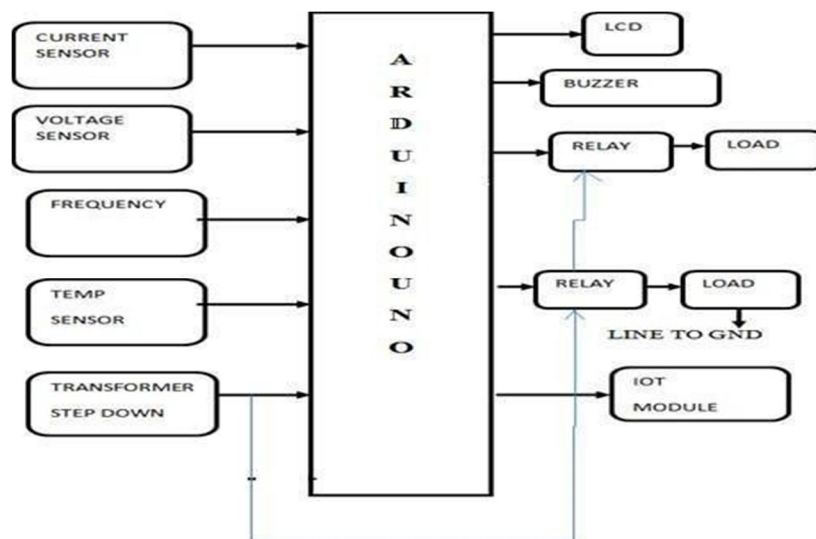 CURRENT
SENSOR
VOLTAGE
SENSOR
FREQUENCY
TEMP
SENSOR
TRANSFORMER
STEP DOWN
A
R
D
U
I
N
O
U
N
O
LCD
BUZZER
RELAY
LOAD
RELAY
LOAD
LINE TO GND
IOT
MODULE